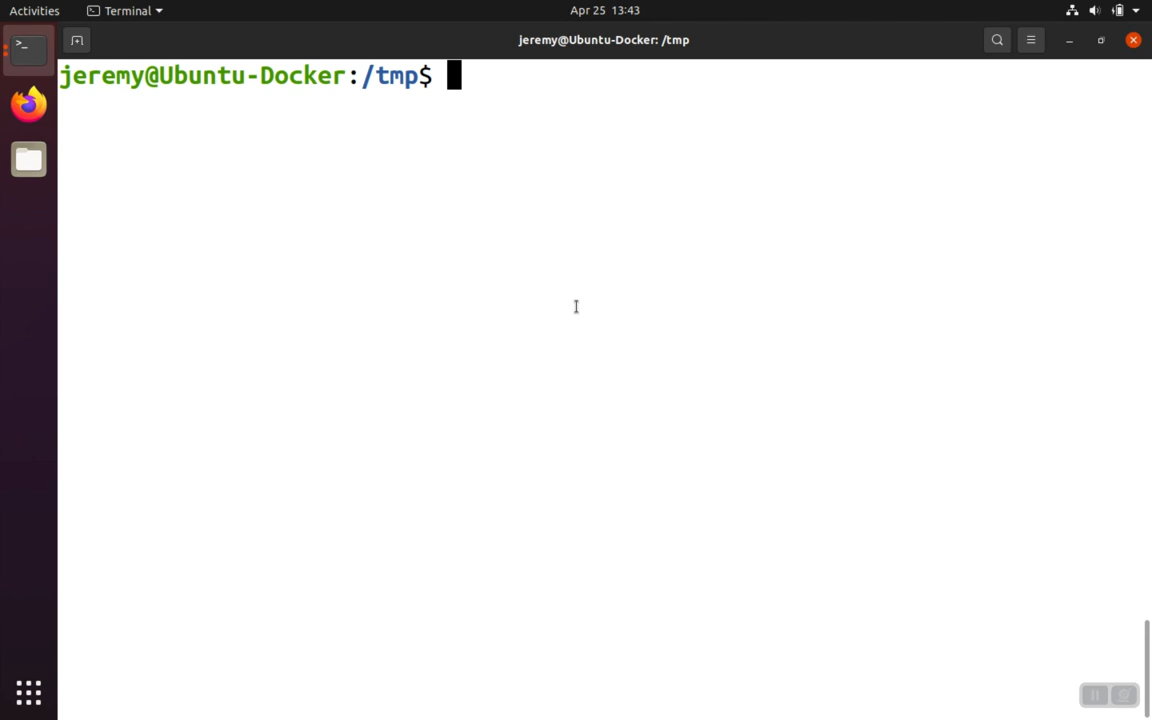 Activities Terminal Apr 25 13:43
jeremy@Ubuntu-Docker: /tmp
jeremy@Ubuntu-Docker:/tmp$